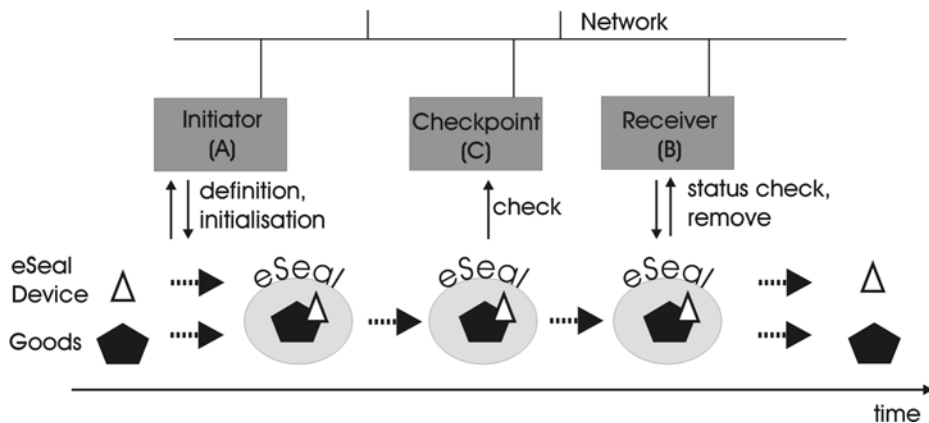 Network
Initiator
(A)
Checkpoint
(C)
Receiver
(B)
definition,
initialisation
check
status check,
remove
eSeal
Device
eSeal
eSeal
eSeal
Goods
time